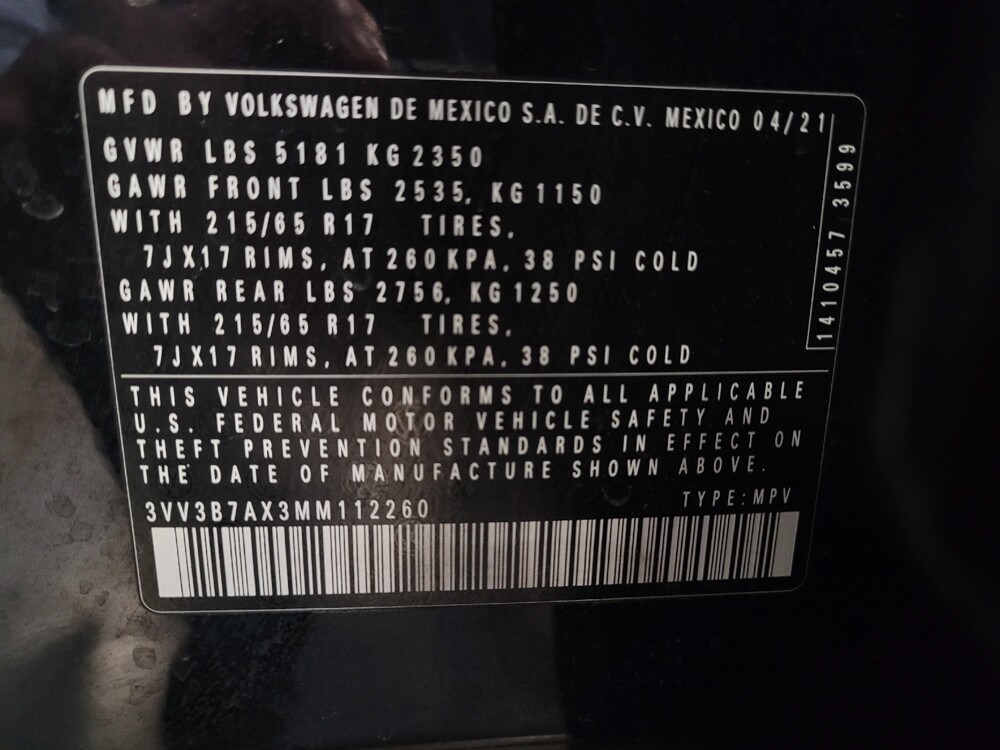 MFD BY VOLKSWAGEN DE MEXICO S.A. DE C.V. MEXICO 04/21
GVWR LBS 5181 KG 2350
GAWR FRONT LBS 2535, KG 1150
WITH 215/65 R17 TIRES,
7JX17 RIMS, AT 260 KPA, 38 PSI COLD
GAWR REAR LBS 2756, KG 1250
WITH 215/65 R17 TIRES,
7JX17 RIMS, AT 260 KPA, 38 PSI COLD
1410457 3599
THIS VEHICLE CONFORMS TO ALL APPLICABLE
U.S. FEDERAL MOTOR VEHICLE SAFETY AND
THEFT PREVENTION STANDARDS IN EFFECT ON
THE DATE OF MANUFACTURE SHOWN ABOVE.
3VV3B7AX3MM112260
TYPE:MPV